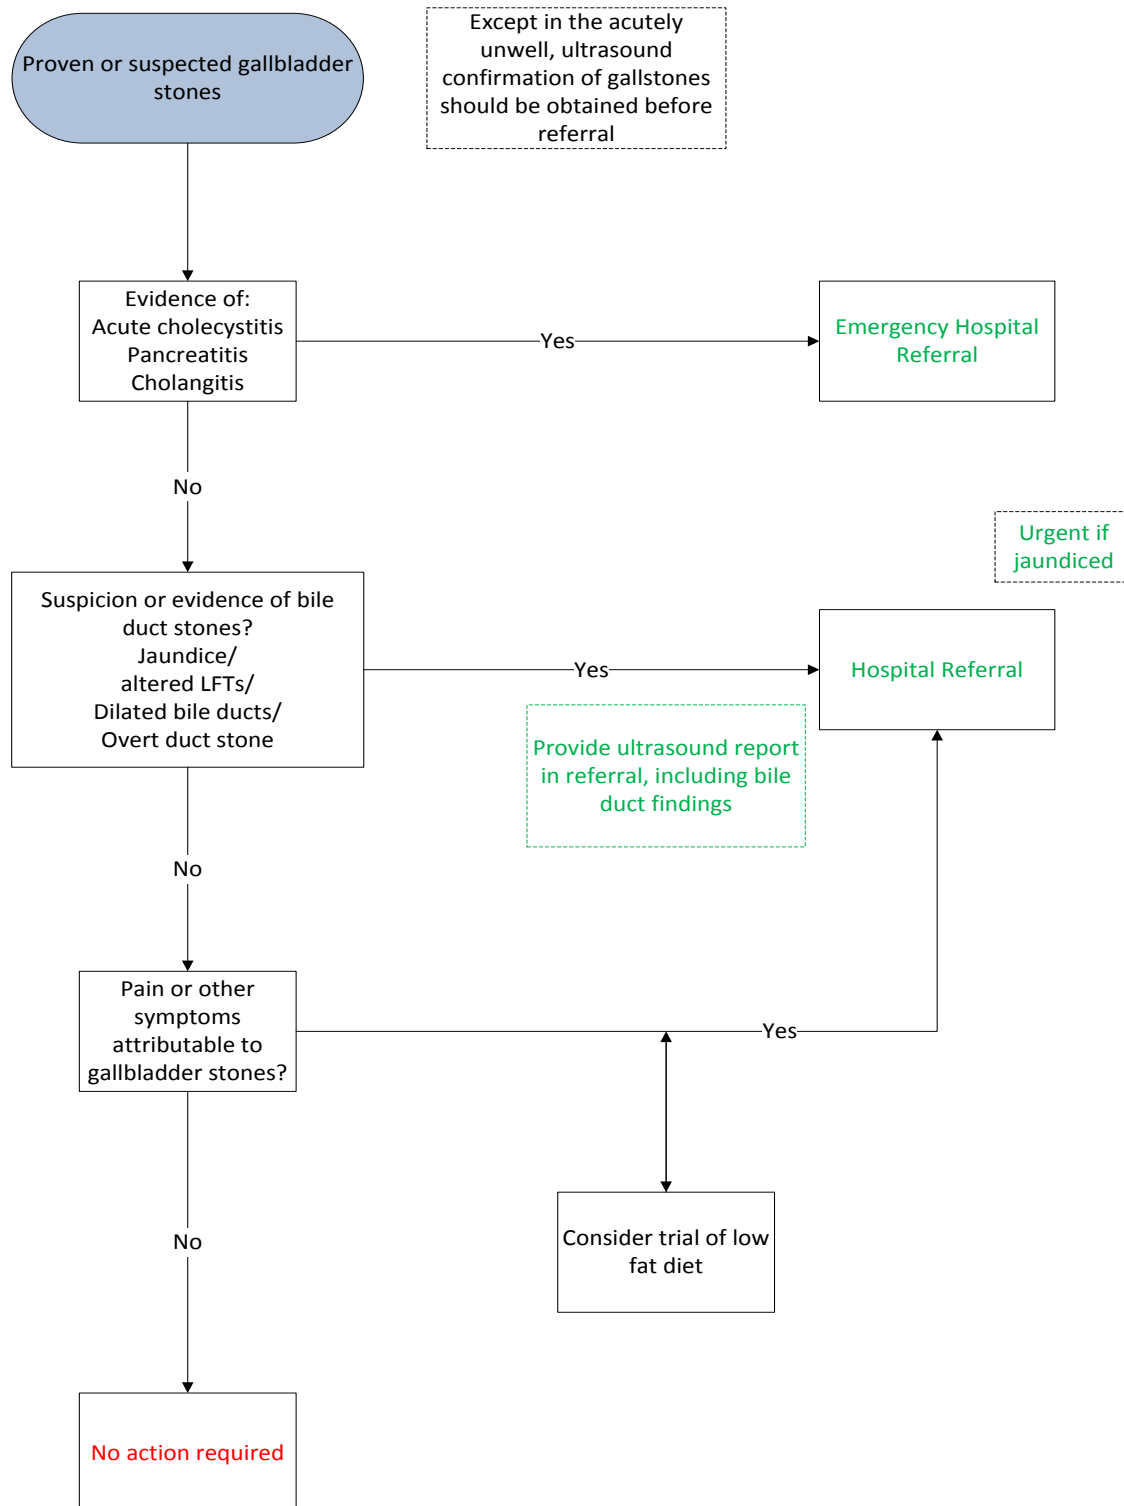 Proven or suspected gallbladder
stones
Except in the acutely
unwell, ultrasound
confirmation of gallstones
should be obtained before
referral
Evidence of:
Acute cholecystitis
Pancreatitis
Cholangitis
Yes
Emergency Hospital
Referral
No
Urgent if
jaundiced
Suspicion or evidence of bile
duct stones?
Jaundice/
altered LFTs/
Dilated bile ducts/
Overt duct stone
Yes
Hospital Referral
Provide ultrasound report
in referral, including bile
duct findings
No
Pain or other
symptoms
attributable to
gallbladder stones?
Yes
Consider trial of low
fat diet
No
No action required